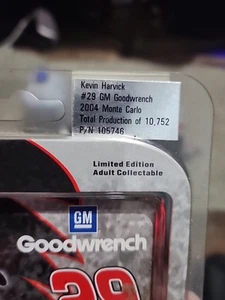 Kevin Harvick
#29 GM Goodwrench
2004 Monte Carlo
Total Production of 10,752
P/N 105746
Limited Edition
Adult Collectable
GM
Goodwrench
29